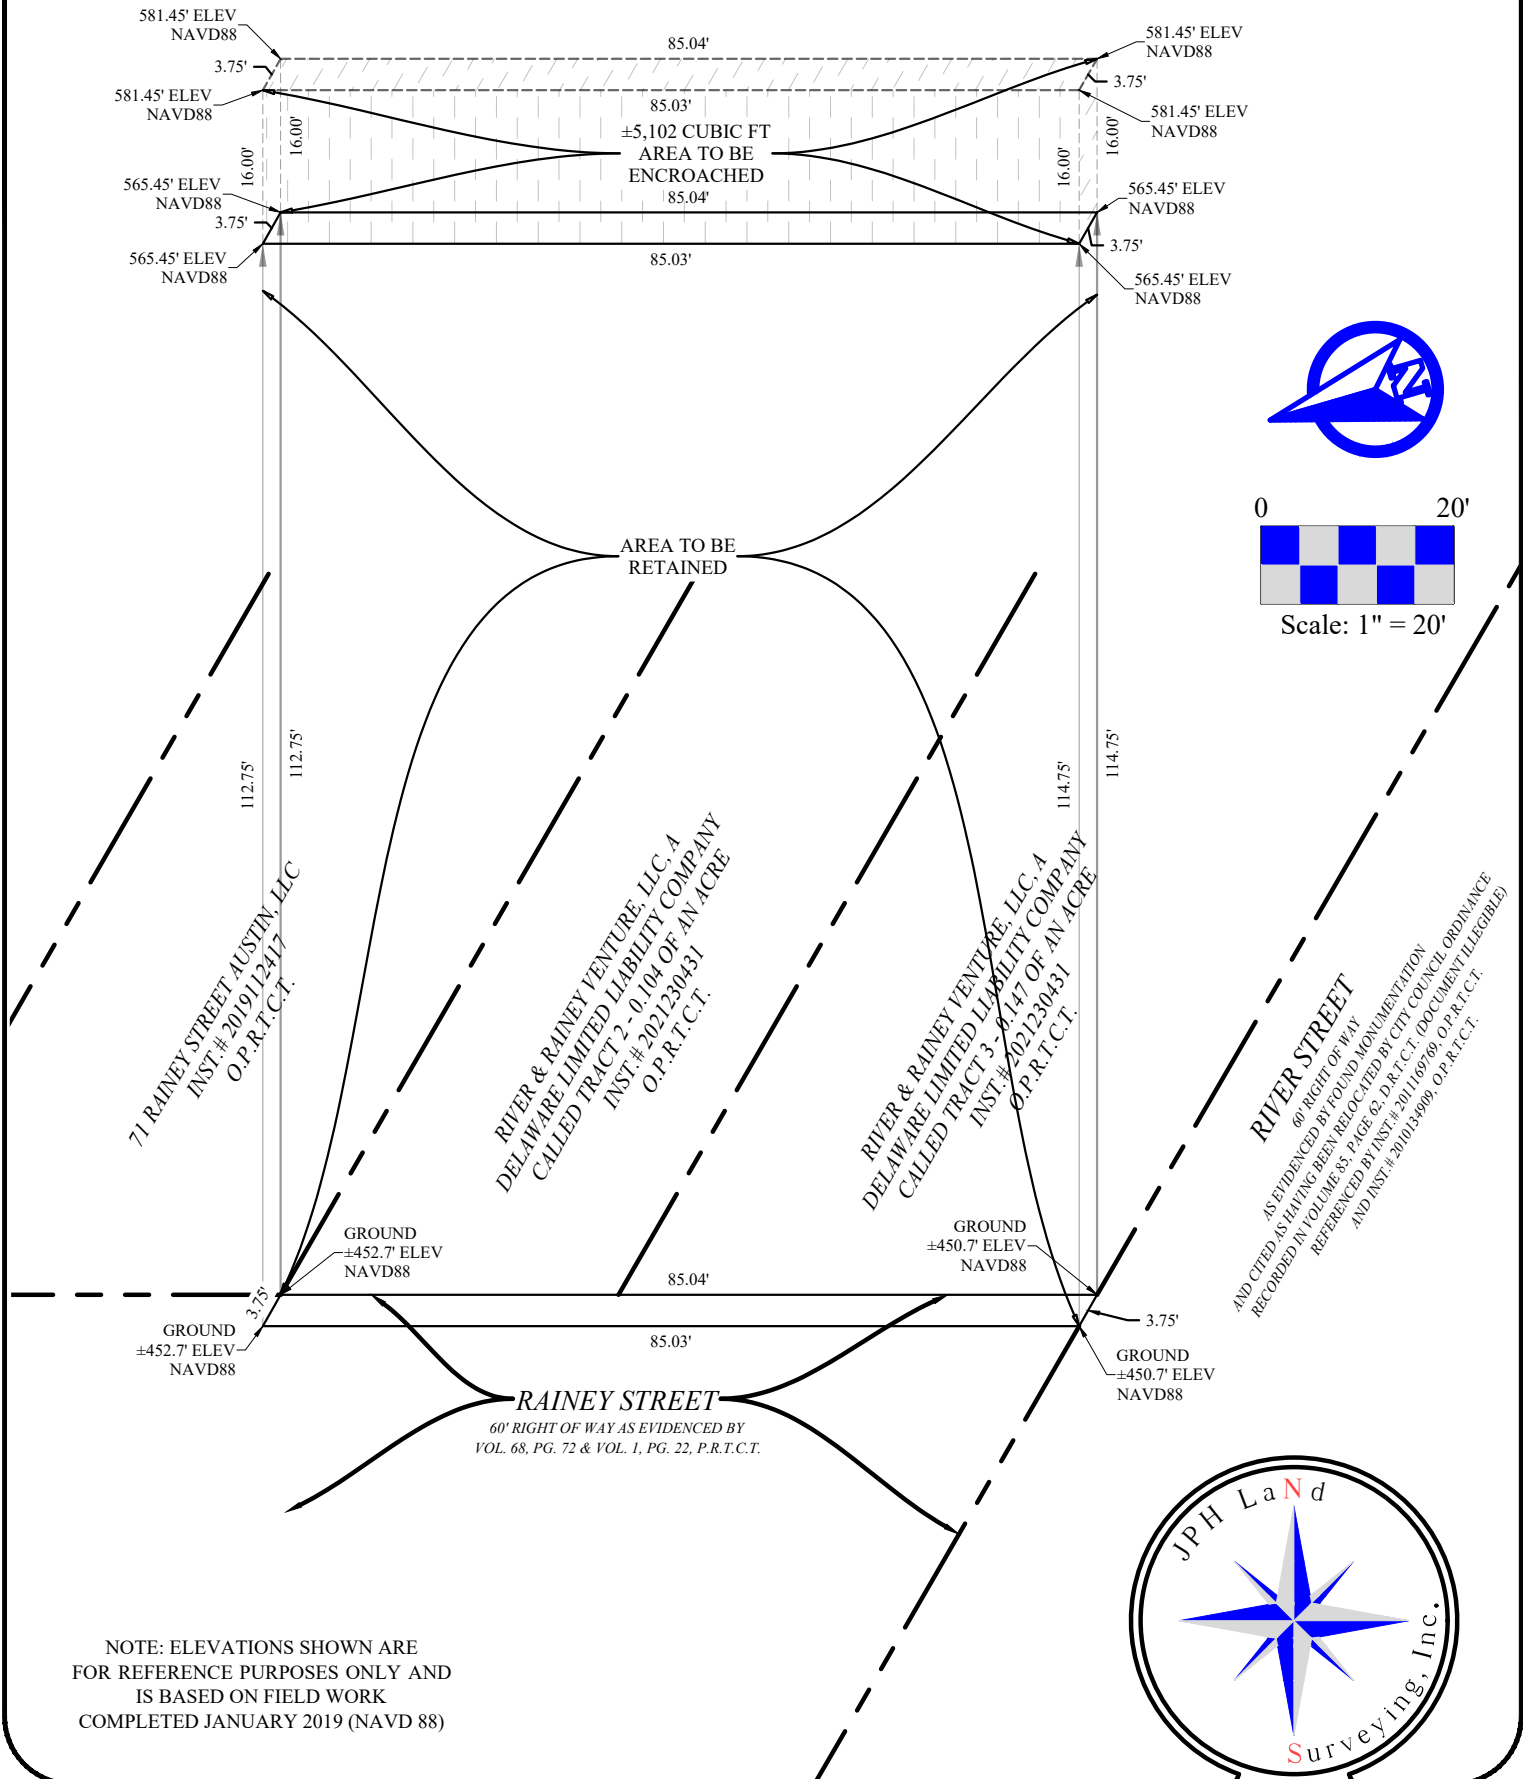 581.45' ELEV
NAVD88
85.04'
581.45' ELEV
NAVD88
3.75'
3.75'
581.45' ELEV
NAVD88
85.03'
581.45' ELEV
NAVD88
16.00'
16.00'
16.00'
16.00'
±5,102 CUBIC FT
AREA TO BE
ENCROACHED
565.45' ELEV
NAVD88
85.04'
565.45' ELEV
NAVD88
3.75'
3.75'
565.45' ELEV
NAVD88
85.03'
565.45' ELEV
NAVD88
0 20'
Scale: 1" = 20'
AREA TO BE
RETAINED
112.75'
112.75'
114.75'
114.75'
71 RAINEY STREET AUSTIN, LLC
INST.# 2019112417
O.P.R.T.C.T.
RIVER & RAINEY VENTURE, LLC, A
DELAWARE LIMITED LIABILITY COMPANY
CALLED TRACT 2 - 0.104 OF AN ACRE
INST.# 2021230431
O.P.R.T.C.T.
RIVER & RAINEY VENTURE, LLC, A
DELAWARE LIMITED LIABILITY COMPANY
CALLED TRACT 3 - 0.147 OF AN ACRE
INST.# 2021230431
O.P.R.T.C.T.
RIVER STREET
60' RIGHT OF WAY
AS EVIDENCED BY FOUND MONUMENTATION
AND CITED AS HAVING BEEN RELOCATED BY CITY COUNCIL ORDINANCE
RECORDED IN VOLUME 85, PAGE 62, D.R.T.C.T. (DOCUMENT ILLEGIBLE)
REFERENCED BY INST.# 2011169769, O.P.R.T.C.T.
AND INST.# 2010134909, O.P.R.T.C.T.
GROUND
±452.7' ELEV
NAVD88
GROUND
±450.7' ELEV
NAVD88
85.04'
3.75'
3.75'
GROUND
±452.7' ELEV
NAVD88
85.03'
GROUND
±450.7' ELEV
NAVD88
RAINEY STREET
60' RIGHT OF WAY AS EVIDENCED BY
VOL. 68, PG. 72 & VOL. 1, PG. 22, P.R.T.C.T.
NOTE: ELEVATIONS SHOWN ARE
FOR REFERENCE PURPOSES ONLY AND
IS BASED ON FIELD WORK
COMPLETED JANUARY 2019 (NAVD 88)
JPH LaNd
Surveying, Inc.